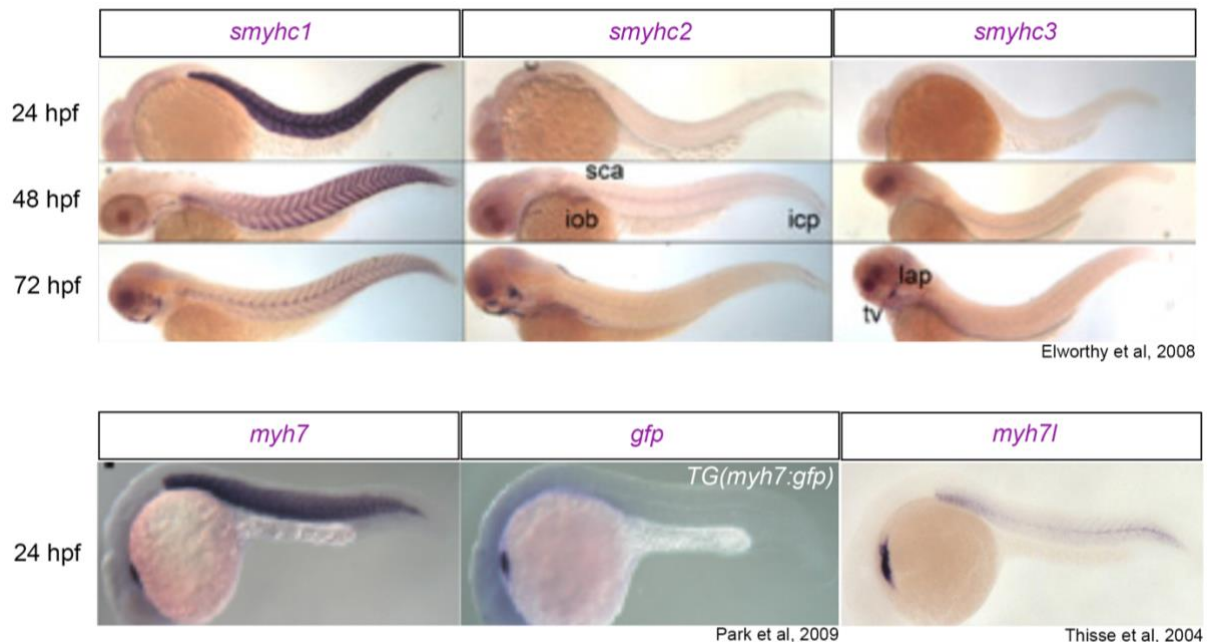 smyhc1 smyhc2 smyhc3
24 hpf
48 hpf
sca
iob icp
72 hpf
lap
tv
Elworthy et al, 2008
myh7 gfp myh7l
TG(myh7:gfp)
24 hpf
Park et al, 2009 Thisse et al. 2004